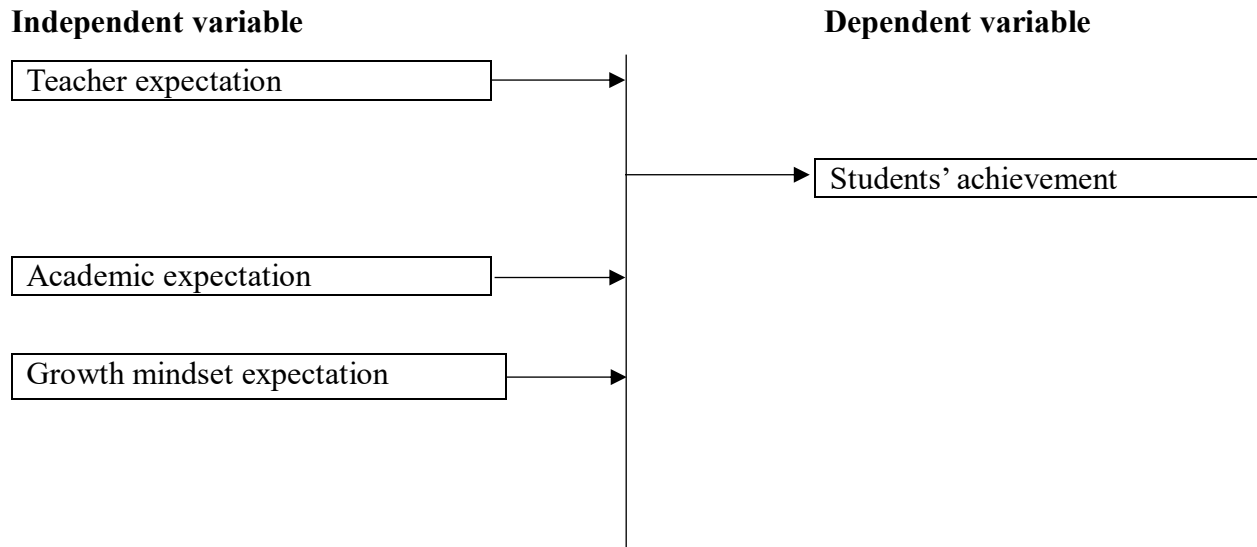 Independent variable
Dependent variable
Teacher expectation
Students’ achievement
Academic expectation
Growth mindset expectation